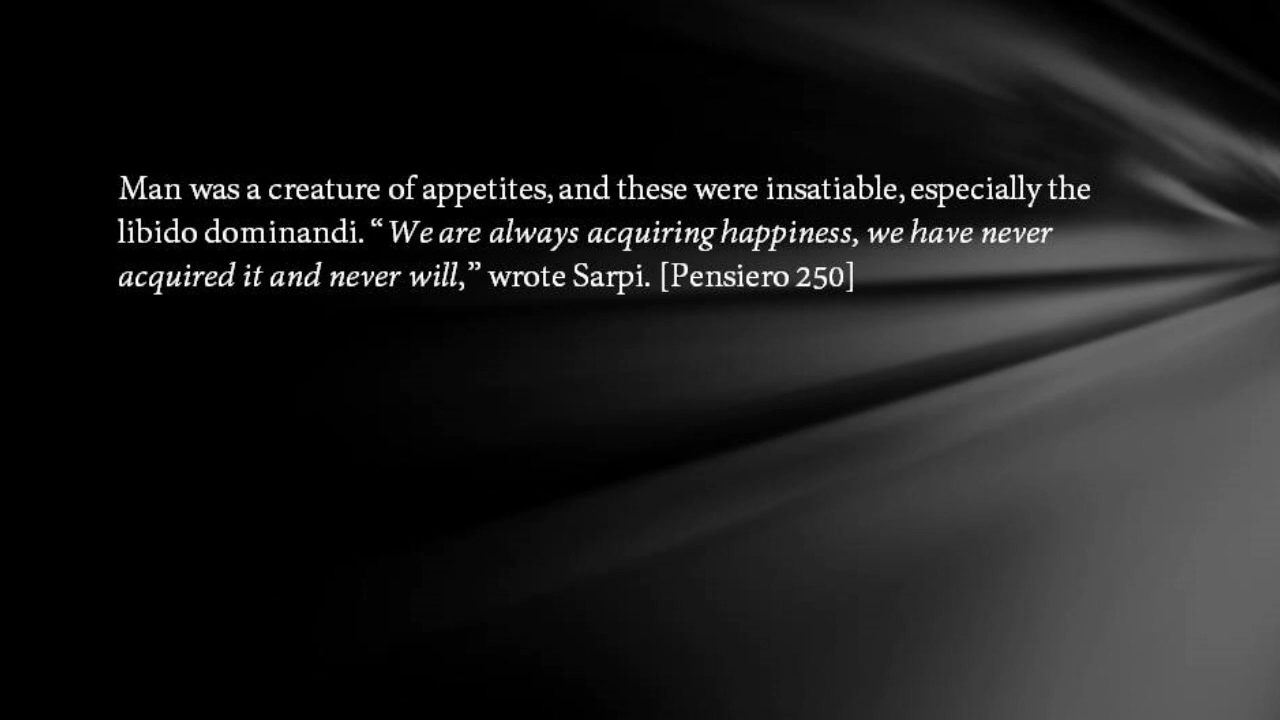 Man was a creature of appetites, and these were insatiable, especially the
libido dominandi. “We are always acquiring happiness, we have never
acquired it and never will,” wrote Sarpi. [Pensiero 250]